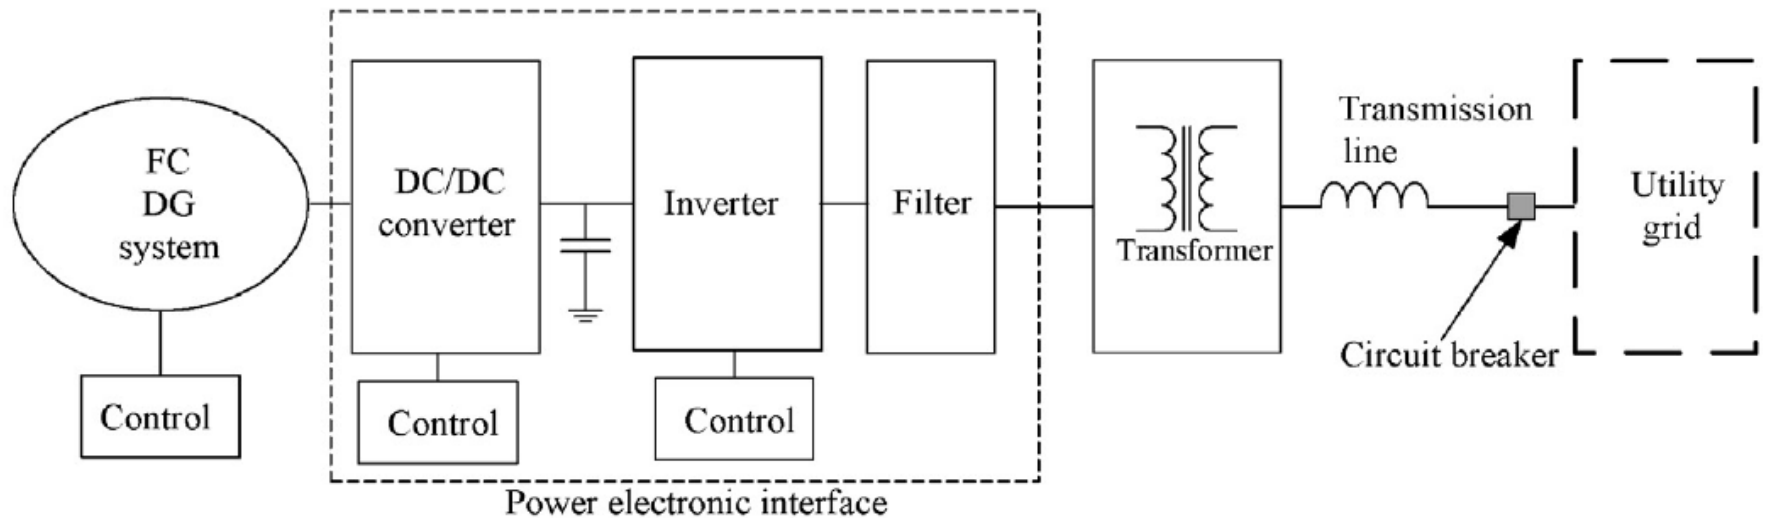 FC
DG
system
Control
DC/DC
converter
Control
Inverter
Control
Filter
Power electronic interface
Transformer
Transmission
line
Circuit breaker
Utility
grid